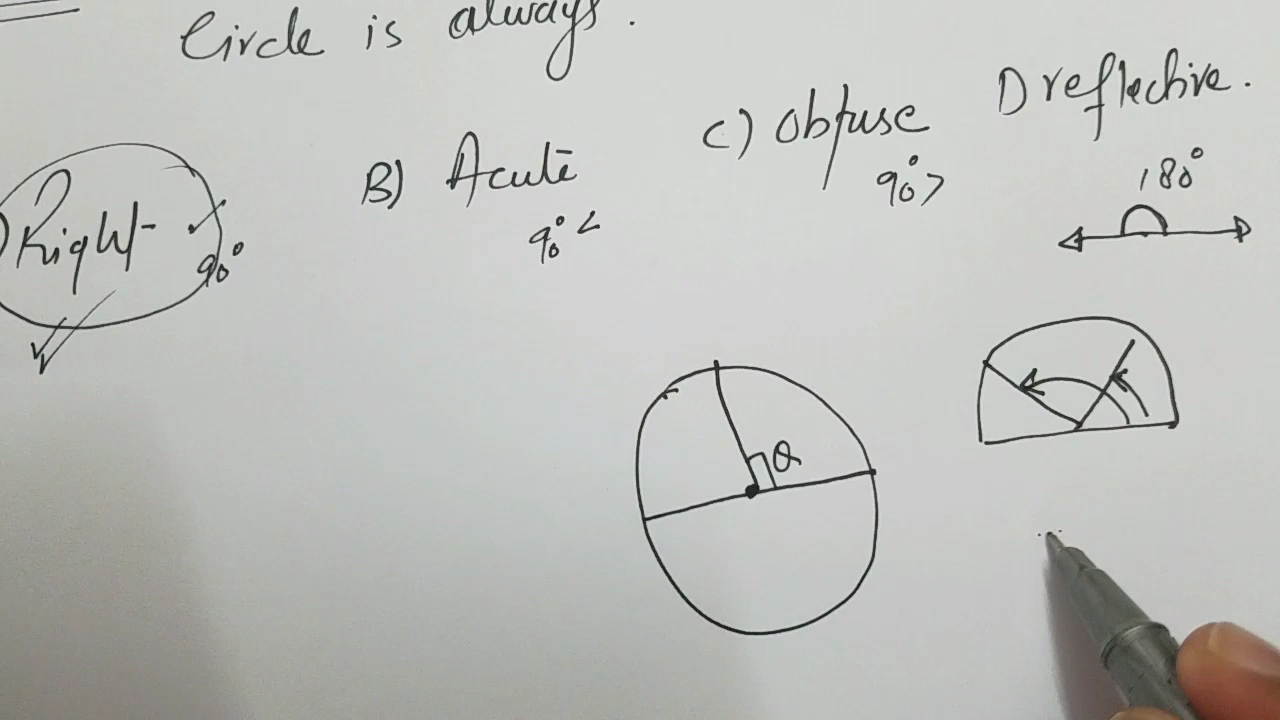 Circle is always.
) Right
90°
B) Acute
90° <
C) Obtuse
90° >
D reflective.
180°
θ